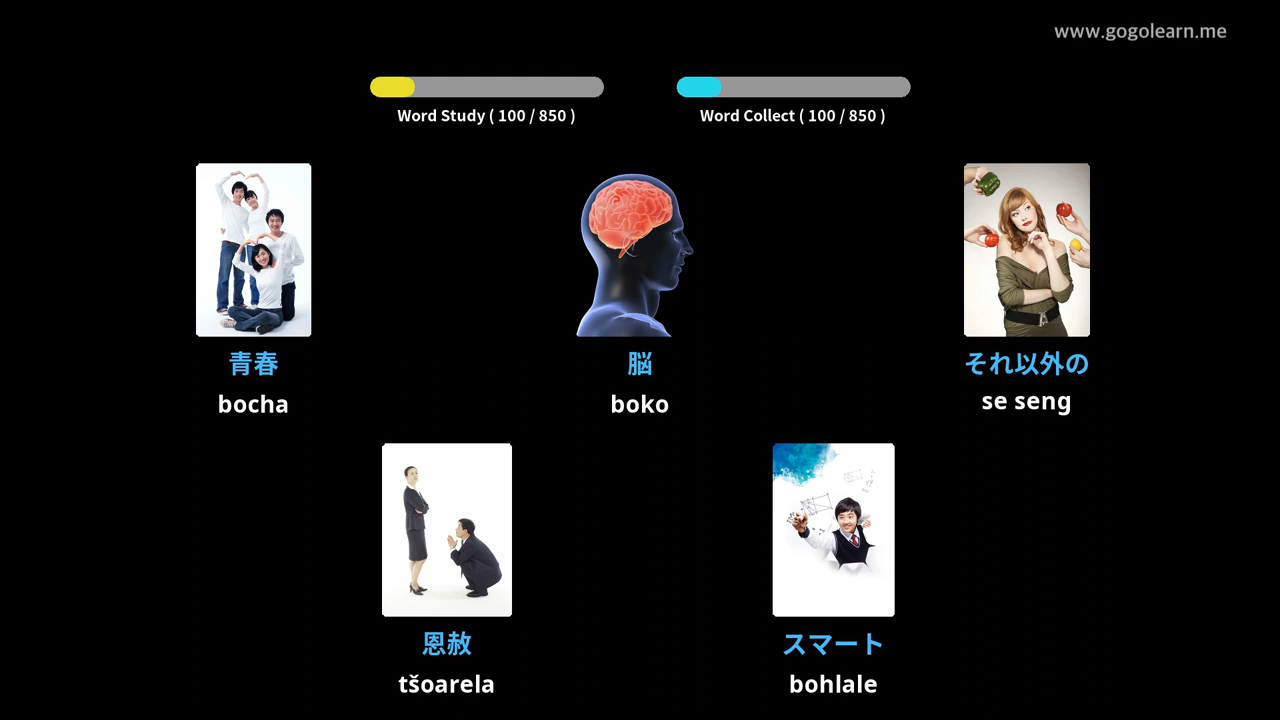 www.gogolearn.me
Word Study ( 100 / 850 )
Word Collect ( 100 / 850 )
青春
bocha
脳
boko
それ以外の
se seng
恩赦
tšoarela
スマート
bohlale